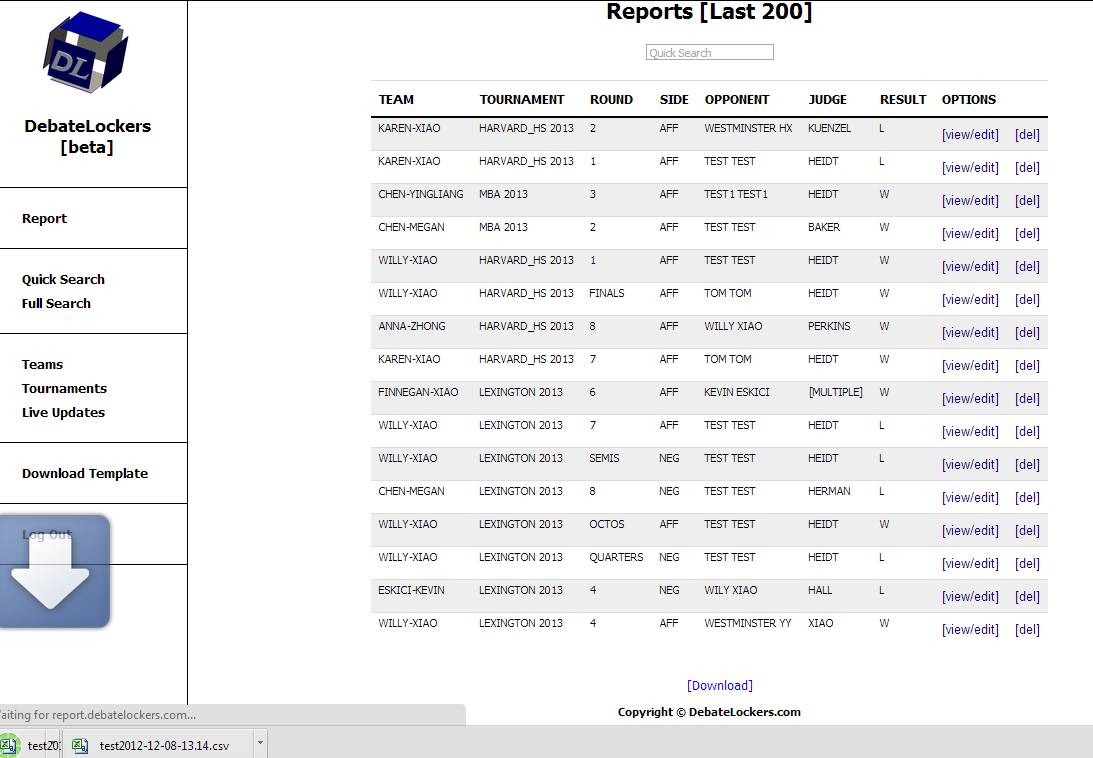 Reports [Last 200]
Quick Search
DL
DebateLockers
[beta]
Report
Quick Search
Full Search
Teams
Tournaments
Live Updates
Download Template
Log Out
TEAM TOURNAMENT ROUND SIDE OPPONENT JUDGE RESULT OPTIONS
KAREN-XIAO HARVARD_HS 2013 2 AFF WESTMINSTER HX KUENZEL L [view/edit] [del]
KAREN-XIAO HARVARD_HS 2013 1 AFF TEST TEST HEIDT L [view/edit] [del]
CHEN-YINGLIANG MBA 2013 3 AFF TEST1 TEST1 HEIDT W [view/edit] [del]
CHEN-MEGAN MBA 2013 2 AFF TEST TEST BAKER W [view/edit] [del]
WILLY-XIAO HARVARD_HS 2013 1 AFF TEST TEST HEIDT W [view/edit] [del]
WILLY-XIAO HARVARD_HS 2013 FINALS AFF TOM TOM HEIDT W [view/edit] [del]
ANNA-ZHONG HARVARD_HS 2013 8 AFF WILLY XIAO PERKINS W [view/edit] [del]
KAREN-XIAO HARVARD_HS 2013 7 AFF TOM TOM HEIDT W [view/edit] [del]
FINNEGAN-XIAO LEXINGTON 2013 6 AFF KEVIN ESKICI [MULTIPLE] W [view/edit] [del]
WILLY-XIAO LEXINGTON 2013 7 AFF TEST TEST HEIDT L [view/edit] [del]
WILLY-XIAO LEXINGTON 2013 SEMIS NEG TEST TEST HEIDT L [view/edit] [del]
CHEN-MEGAN LEXINGTON 2013 8 NEG TEST TEST HERMAN L [view/edit] [del]
WILLY-XIAO LEXINGTON 2013 OCTOS AFF TEST TEST HEIDT W [view/edit] [del]
WILLY-XIAO LEXINGTON 2013 QUARTERS NEG TEST TEST HEIDT L [view/edit] [del]
ESKICI-KEVIN LEXINGTON 2013 4 NEG WILY XIAO HALL L [view/edit] [del]
WILLY-XIAO LEXINGTON 2013 4 AFF WESTMINSTER YY XIAO W [view/edit] [del]
[Download]
Copyright © DebateLockers.com
aiting for report.debatelockers.com...
test201 test2012-12-08-13.14.csv